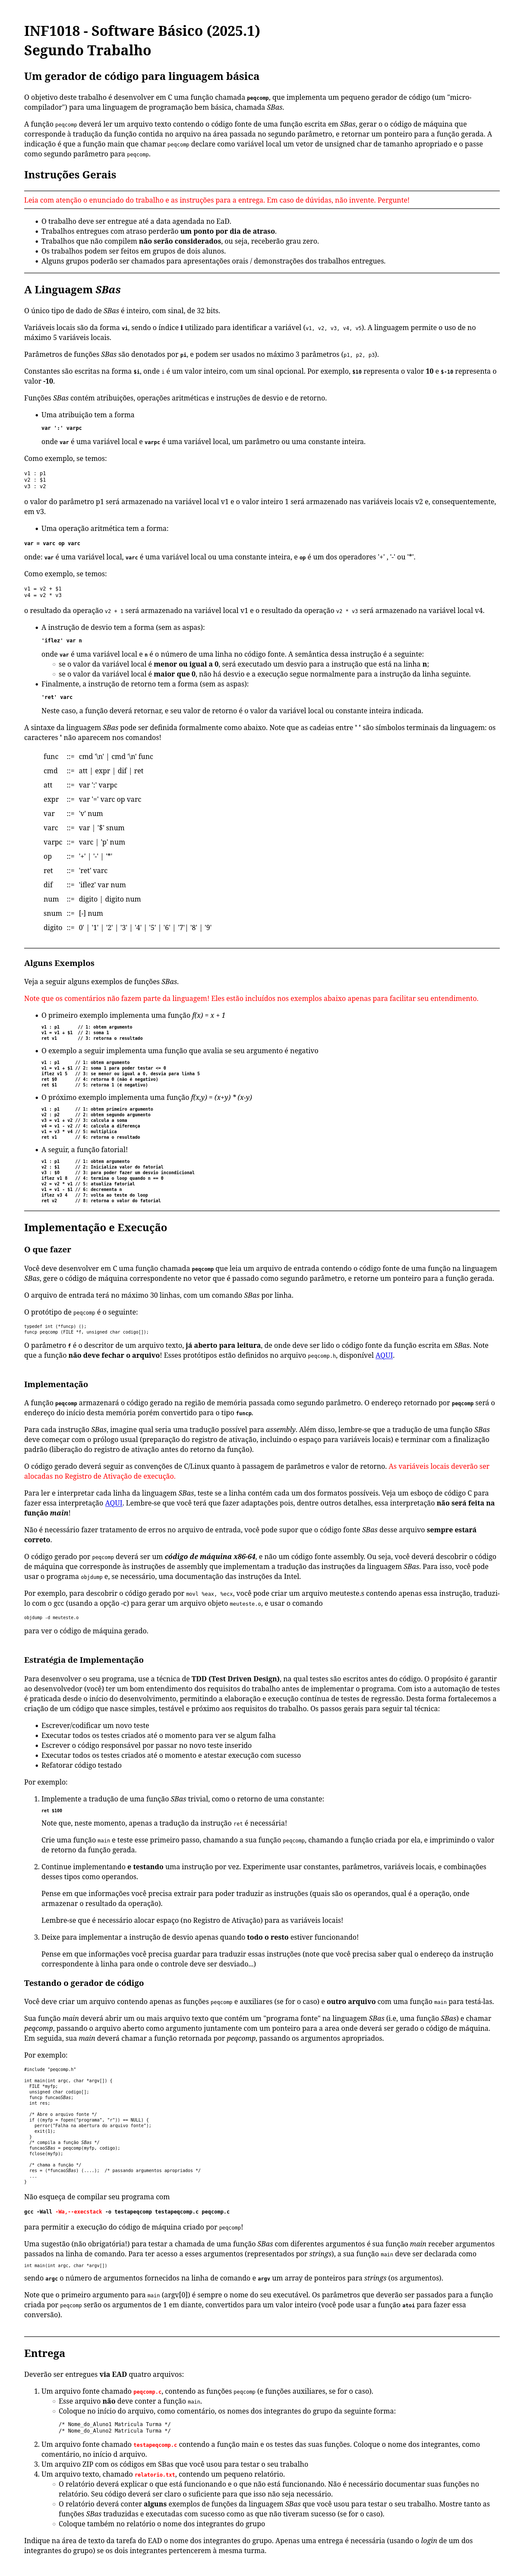 INF1018 - Software Básico (2025.1)
Segundo Trabalho
Um gerador de código para linguagem básica
O objetivo deste trabalho é desenvolver em C uma função chamada peqcomp, que implementa um pequeno gerador de código (um "micro-
compilador") para uma linguagem de programação bem básica, chamada SBas.
A função peqcomp deverá ler um arquivo texto contendo o código fonte de uma função escrita em SBas, gerar o o código de máquina que
corresponde à tradução da função contida no arquivo na área passada no segundo parâmetro, e retornar um ponteiro para a função gerada. A
indicação é que a função main que chamar peqcomp declare como variável local um vetor de unsigned char de tamanho apropriado e o passe
como segundo parâmetro para peqcomp.
Instruções Gerais
Leia com atenção o enunciado do trabalho e as instruções para a entrega. Em caso de dúvidas, não invente. Pergunte!
• O trabalho deve ser entregue até a data agendada no EaD.
• Trabalhos entregues com atraso perderão um ponto por dia de atraso.
• Trabalhos que não compilem não serão considerados, ou seja, receberão grau zero.
• Os trabalhos podem ser feitos em grupos de dois alunos.
• Alguns grupos poderão ser chamados para apresentações orais / demonstrações dos trabalhos entregues.
A Linguagem SBas
O único tipo de dado de SBas é inteiro, com sinal, de 32 bits.
Variáveis locais são da forma vi, sendo o índice i utilizado para identificar a variável (v1, v2, v3, v4, v5). A linguagem permite o uso de no
máximo 5 variáveis locais.
Parâmetros de funções SBas são denotados por pi, e podem ser usados no máximo 3 parâmetros (p1, p2, p3).
Constantes são escritas na forma $i, onde i é um valor inteiro, com um sinal opcional. Por exemplo, $10 representa o valor 10 e $-10 representa o
valor -10.
Funções SBas contém atribuições, operações aritméticas e instruções de desvio e de retorno.
• Uma atribuição tem a forma
var ':' varpc
onde var é uma variável local e varpc é uma variável local, um parâmetro ou uma constante inteira.
Como exemplo, se temos:
v1 : p1
v2 : $1
v3 : v2
o valor do parâmetro p1 será armazenado na variável local v1 e o valor inteiro 1 será armazenado nas variáveis locais v2 e, consequentemente,
em v3.
• Uma operação aritmética tem a forma:
var = varc op varc
onde: var é uma variável local, varc é uma variável local ou uma constante inteira, e op é um dos operadores '+' , '-' ou '*'.
Como exemplo, se temos:
v1 = v2 + $1
v4 = v2 * v3
o resultado da operação v2 + 1 será armazenado na variável local v1 e o resultado da operação v2 * v3 será armazenado na variável local v4.
• A instrução de desvio tem a forma (sem as aspas):
'iflez' var n
onde var é uma variável local e n é o número de uma linha no código fonte. A semântica dessa instrução é a seguinte:
◦ se o valor da variável local é menor ou igual a 0, será executado um desvio para a instrução que está na linha n;
◦ se o valor da variável local é maior que 0, não há desvio e a execução segue normalmente para a instrução da linha seguinte.
• Finalmente, a instrução de retorno tem a forma (sem as aspas):
'ret' varc
Neste caso, a função deverá retornar, e seu valor de retorno é o valor da variável local ou constante inteira indicada.
A sintaxe da linguagem SBas pode ser definida formalmente como abaixo. Note que as cadeias entre ' ' são símbolos terminais da linguagem: os
caracteres ' não aparecem nos comandos!
func ::= cmd '\n' | cmd '\n' func
cmd ::= att | expr | dif | ret
att ::= var ':' varpc
expr ::= var '=' varc op varc
var ::= 'v' num
varc ::= var | '$' snum
varpc ::= varc | 'p' num
op ::= '+' | '-' | '*'
ret ::= 'ret' varc
dif ::= 'iflez' var num
num ::= digito | digito num
snum ::= [-] num
digito ::= 0' | '1' | '2' | '3' | '4' | '5' | '6' | '7'| '8' | '9'
Alguns Exemplos
Veja a seguir alguns exemplos de funções SBas.
Note que os comentários não fazem parte da linguagem! Eles estão incluídos nos exemplos abaixo apenas para facilitar seu entendimento.
• O primeiro exemplo implementa uma função f(x) = x + 1
v1 : p1 // 1: obtem argumento
v1 = v1 + $1 // 2: soma 1
ret v1 // 3: retorna o resultado
• O exemplo a seguir implementa uma função que avalia se seu argumento é negativo
v1 : p1 // 1: obtem argumento
v1 = v1 + $1 // 2: soma 1 para poder testar <= 0
iflez v1 5 // 3: se menor ou igual a 0, desvia para linha 5
ret $0 // 4: retorna 0 (não é negativo)
ret $1 // 5: retorna 1 (é negativo)
• O próximo exemplo implementa uma função f(x,y) = (x+y) * (x-y)
v1 : p1 // 1: obtem primeiro argumento
v2 : p2 // 2: obtem segundo argumento
v3 = v1 + v2 // 3: calcula a soma
v4 = v1 - v2 // 4: calcula a diferença
v1 = v3 * v4 // 5: multiplica
ret v1 // 6: retorna o resultado
• A seguir, a função fatorial!
v1 : p1 // 1: obtem argumento
v2 : $1 // 2: Inicializa valor do fatorial
v3 : $0 // 3: para poder fazer um desvio incondicional
iflez v1 8 // 4: termina o loop quando n == 0
v2 = v2 * v1 // 5: atualiza fatorial
v1 = v1 - $1 // 6: decrementa n
iflez v3 4 // 7: volta ao teste do loop
ret v2 // 8: retorna o valor do fatorial
Implementação e Execução
O que fazer
Você deve desenvolver em C uma função chamada peqcomp que leia um arquivo de entrada contendo o código fonte de uma função na linguagem
SBas, gere o código de máquina correspondente no vetor que é passado como segundo parâmetro, e retorne um ponteiro para a função gerada.
O arquivo de entrada terá no máximo 30 linhas, com um comando SBas por linha.
O protótipo de peqcomp é o seguinte:
typedef int (*funcp) ();
funcp peqcomp (FILE *f, unsigned char codigo[]);
O parâmetro f é o descritor de um arquivo texto, já aberto para leitura, de onde deve ser lido o código fonte da função escrita em SBas. Note
que a função não deve fechar o arquivo! Esses protótipos estão definidos no arquivo peqcomp.h, disponível AQUI.
Implementação
A função peqcomp armazenará o código gerado na região de memória passada como segundo parâmetro. O endereço retornado por peqcomp será o
endereço do início desta memória porém convertido para o tipo funcp.
Para cada instrução SBas, imagine qual seria uma tradução possível para assembly. Além disso, lembre-se que a tradução de uma função SBas
deve começar com o prólogo usual (preparação do registro de ativação, incluindo o espaço para variáveis locais) e terminar com a finalização
padrão (liberação do registro de ativação antes do retorno da função).
O código gerado deverá seguir as convenções de C/Linux quanto à passagem de parâmetros e valor de retorno. As variáveis locais deverão ser
alocadas no Registro de Ativação de execução.
Para ler e interpretar cada linha da linguagem SBas, teste se a linha contém cada um dos formatos possíveis. Veja um esboço de código C para
fazer essa interpretação AQUI. Lembre-se que você terá que fazer adaptações pois, dentre outros detalhes, essa interpretação não será feita na
função main!
Não é necessário fazer tratamento de erros no arquivo de entrada, você pode supor que o código fonte SBas desse arquivo sempre estará
correto.
O código gerado por peqcomp deverá ser um código de máquina x86-64, e não um código fonte assembly. Ou seja, você deverá descobrir o código
de máquina que corresponde às instruções de assembly que implementam a tradução das instruções da linguagem SBas. Para isso, você pode
usar o programa objdump e, se necessário, uma documentação das instruções da Intel.
Por exemplo, para descobrir o código gerado por movl %eax, %ecx, você pode criar um arquivo meuteste.s contendo apenas essa instrução, traduzi-
lo com o gcc (usando a opção -c) para gerar um arquivo objeto meuteste.o, e usar o comando
objdump -d meuteste.o
para ver o código de máquina gerado.
Estratégia de Implementação
Para desenvolver o seu programa, use a técnica de TDD (Test Driven Design), na qual testes são escritos antes do código. O propósito é garantir
ao desenvolvedor (você) ter um bom entendimento dos requisitos do trabalho antes de implementar o programa. Com isto a automação de testes
é praticada desde o início do desenvolvimento, permitindo a elaboração e execução contínua de testes de regressão. Desta forma fortalecemos a
criação de um código que nasce simples, testável e próximo aos requisitos do trabalho. Os passos gerais para seguir tal técnica:
• Escrever/codificar um novo teste
• Executar todos os testes criados até o momento para ver se algum falha
• Escrever o código responsável por passar no novo teste inserido
• Executar todos os testes criados até o momento e atestar execução com sucesso
• Refatorar código testado
Por exemplo:
1. Implemente a tradução de uma função SBas trivial, como o retorno de uma constante:
ret $100
Note que, neste momento, apenas a tradução da instrução ret é necessária!
Crie uma função main e teste esse primeiro passo, chamando a sua função peqcomp, chamando a função criada por ela, e imprimindo o valor
de retorno da função gerada.
2. Continue implementando e testando uma instrução por vez. Experimente usar constantes, parâmetros, variáveis locais, e combinações
desses tipos como operandos.
Pense em que informações você precisa extrair para poder traduzir as instruções (quais são os operandos, qual é a operação, onde
armazenar o resultado da operação).
Lembre-se que é necessário alocar espaço (no Registro de Ativação) para as variáveis locais!
3. Deixe para implementar a instrução de desvio apenas quando todo o resto estiver funcionando!
Pense em que informações você precisa guardar para traduzir essas instruções (note que você precisa saber qual o endereço da instrução
correspondente à linha para onde o controle deve ser desviado...)
Testando o gerador de código
Você deve criar um arquivo contendo apenas as funções peqcomp e auxiliares (se for o caso) e outro arquivo com uma função main para testá-las.
Sua função main deverá abrir um ou mais arquivo texto que contém um "programa fonte" na linguagem SBas (i.e, uma função SBas) e chamar
peqcomp, passando o arquivo aberto como argumento juntamente com um ponteiro para a area onde deverá ser gerado o código de máquina.
Em seguida, sua main deverá chamar a função retornada por peqcomp, passando os argumentos apropriados.
Por exemplo:
#include "peqcomp.h"
int main(int argc, char *argv[]) {
FILE *myfp;
unsigned char codigo[];
funcp funcaoSBas;
int res;
/* Abre o arquivo fonte */
if ((myfp = fopen("programa", "r")) == NULL) {
perror("Falha na abertura do arquivo fonte");
exit(1);
}
/* compila a função SBas */
funcaoSBas = peqcomp(myfp, codigo);
fclose(myfp);
/* chama a função */
res = (*funcaoSBas) (....); /* passando argumentos apropriados */
...
}
Não esqueça de compilar seu programa com
gcc -Wall -Wa,--execstack -o testapeqcomp testapeqcomp.c peqcomp.c
para permitir a execução do código de máquina criado por peqcomp!
Uma sugestão (não obrigatória!) para testar a chamada de uma função SBas com diferentes argumentos é sua função main receber argumentos
passados na linha de comando. Para ter acesso a esses argumentos (representados por strings), a sua função main deve ser declarada como
int main(int argc, char *argv[])
sendo argc o número de argumentos fornecidos na linha de comando e argv um array de ponteiros para strings (os argumentos).
Note que o primeiro argumento para main (argv[0]) é sempre o nome do seu executável. Os parâmetros que deverão ser passados para a função
criada por peqcomp serão os argumentos de 1 em diante, convertidos para um valor inteiro (você pode usar a função atoi para fazer essa
conversão).
Entrega
Deverão ser entregues via EAD quatro arquivos:
1. Um arquivo fonte chamado peqcomp.c, contendo as funções peqcomp (e funções auxiliares, se for o caso).
◦ Esse arquivo não deve conter a função main.
◦ Coloque no início do arquivo, como comentário, os nomes dos integrantes do grupo da seguinte forma:
/* Nome_do_Aluno1 Matricula Turma */
/* Nome_do_Aluno2 Matricula Turma */
2. Um arquivo fonte chamado testapeqcomp.c contendo a função main e os testes das suas funções. Coloque o nome dos integrantes, como
comentário, no início d arquivo.
3. Um arquivo ZIP com os códigos em SBas que você usou para testar o seu trabalho
4. Um arquivo texto, chamado relatorio.txt, contendo um pequeno relatório.
◦ O relatório deverá explicar o que está funcionando e o que não está funcionando. Não é necessário documentar suas funções no
relatório. Seu código deverá ser claro o suficiente para que isso não seja necessário.
◦ O relatório deverá conter alguns exemplos de funções da linguagem SBas que você usou para testar o seu trabalho. Mostre tanto as
funções SBas traduzidas e executadas com sucesso como as que não tiveram sucesso (se for o caso).
◦ Coloque também no relatório o nome dos integrantes do grupo
Indique na área de texto da tarefa do EAD o nome dos integrantes do grupo. Apenas uma entrega é necessária (usando o login de um dos
integrantes do grupo) se os dois integrantes pertencerem à mesma turma.